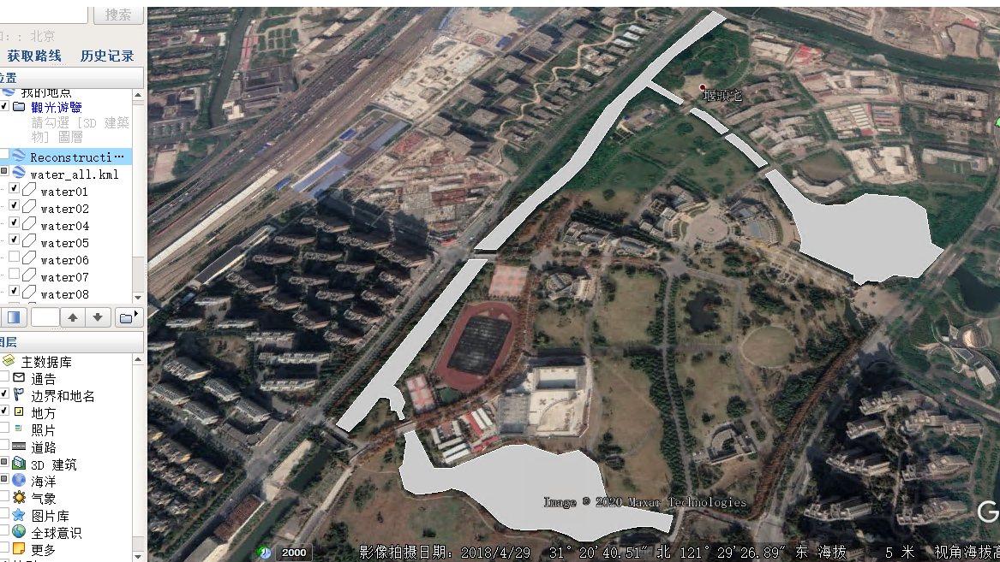 搜索
北京
获取路线 历史记录
位置
我的地点
觀光游覽
請勾選 [3D 建築
物] 圖層
Reconstructi…
water_all.kml
water01
water02
water04
water05
water06
water07
water08
图层
主数据库
通告
边界和地名
地方
照片
道路
3D 建筑
海洋
气象
图片库
全球意识
更多
堰頭宅
Image © 2020 Maxar Technologies
2000
影像拍摄日期: 2018/4/29 31° 20'40.51" 北 121° 29'26.89" 东 海拔 5 米 视角海拔高
G